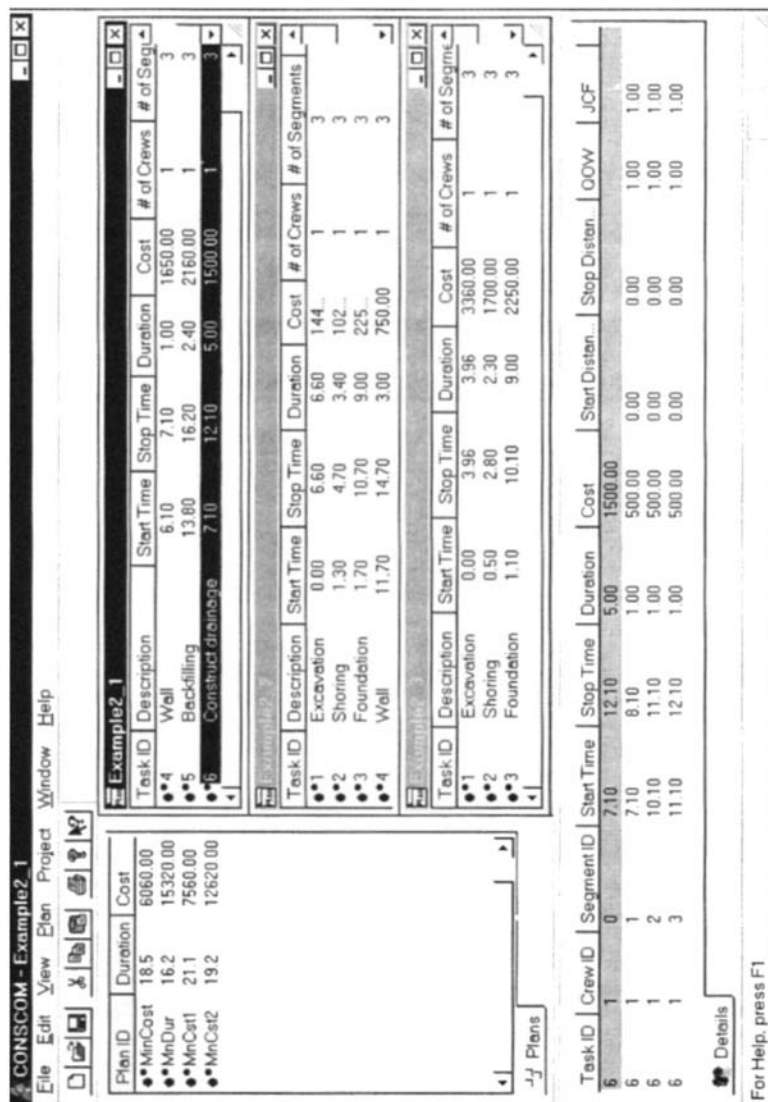 CONSCOM - Example2_1
File Edit View Plan Project Window Help
Plan ID Duration Cost
MinCost 18.5 6060.00
MnDur 16.2 15320.00
MnCst1 21.1 7560.00
MnCst2 19.2 12620.00
Plans
Example2_1
Task ID Description Start Time Stop Time Duration Cost # of Crews # of Seg
4 Wall 6.10 7.10 1.00 1650.00 1 3
5 Backfilling 13.80 16.20 2.40 2160.00 1 3
6 Construct drainage 7.10 12.10 5.00 1500.00 1 3
Task ID Description Start Time Stop Time Duration Cost # of Crews # of Segments
1 Excavation 0.00 6.60 6.60 144... 1 3
2 Shoring 1.30 4.70 3.40 102... 1 3
3 Foundation 1.70 10.70 9.00 225... 1 3
4 Wall 11.70 14.70 3.00 750.00 1 3
Task ID Description Start Time Stop Time Duration Cost # of Crews # of Segme
1 Excavation 0.00 3.96 3.96 3360.00 1 3
2 Shoring 0.50 2.80 2.30 1700.00 1 3
3 Foundation 1.10 10.10 9.00 2250.00 1 3
Task ID Crew ID Segment ID Start Time Stop Time Duration Cost Start Distan... Stop Distan QOW JCF
6 1 0 7.10 12.10 5.00 1500.00
6 1 1 7.10 8.10 1.00 500.00 0.00 0.00 1.00 1.00
6 1 2 10.10 11.10 1.00 500.00 0.00 0.00 1.00 1.00
6 1 3 11.10 12.10 1.00 500.00 0.00 0.00 1.00 1.00
Details
For Help, press F1